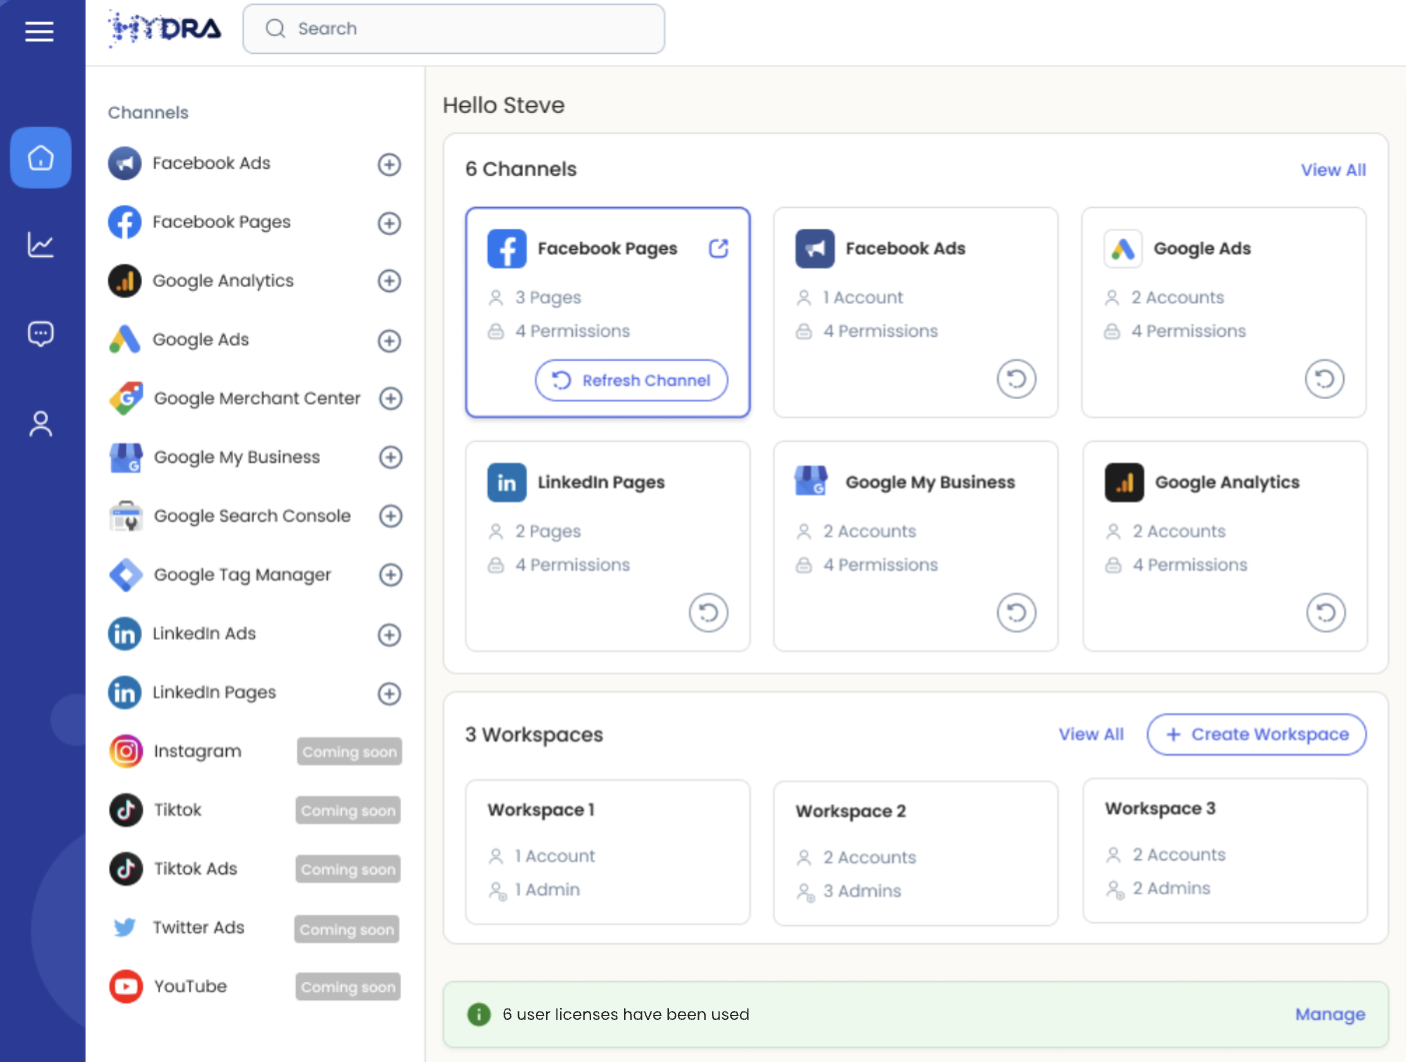 HYDRA
Search
Channels
Facebook Ads
Facebook Pages
Google Analytics
Google Ads
Google Merchant Center
Google My Business
Google Search Console
Google Tag Manager
LinkedIn Ads
LinkedIn Pages
Instagram Coming soon
Tiktok Coming soon
Tiktok Ads Coming soon
Twitter Ads Coming soon
YouTube Coming soon
Hello Steve
6 Channels View All
Facebook Pages
3 Pages
4 Permissions
Refresh Channel
Facebook Ads
1 Account
4 Permissions
Google Ads
2 Accounts
4 Permissions
LinkedIn Pages
2 Pages
4 Permissions
Google My Business
2 Accounts
4 Permissions
Google Analytics
2 Accounts
4 Permissions
3 Workspaces View All + Create Workspace
Workspace 1
1 Account
1 Admin
Workspace 2
2 Accounts
3 Admins
Workspace 3
2 Accounts
2 Admins
6 user licenses have been used Manage